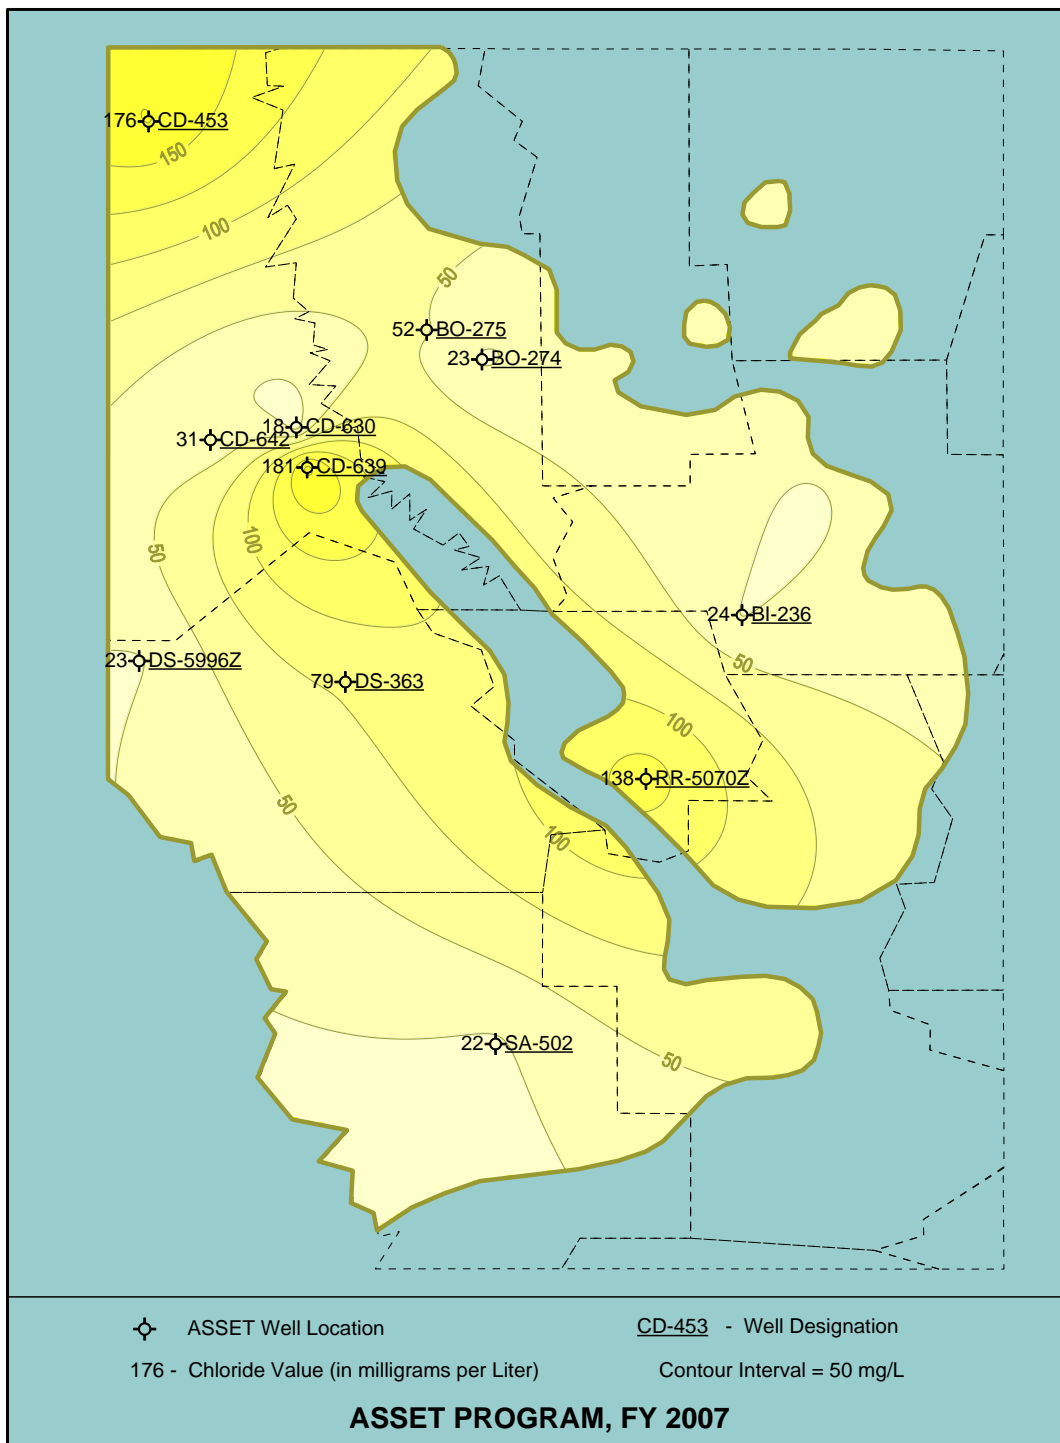 176 CD-453
150
100
50
52 BO-275
23 BO-274
18 CD-630
31 CD-642
181 CD-639
100
50
24 BI-236
50
23 DS-5996Z
79 DS-363
100
138 RR-5070Z
50
100
22 SA-502
50
ASSET Well Location
CD-453 - Well Designation
176 - Chloride Value (in milligrams per Liter)
Contour Interval = 50 mg/L
ASSET PROGRAM, FY 2007